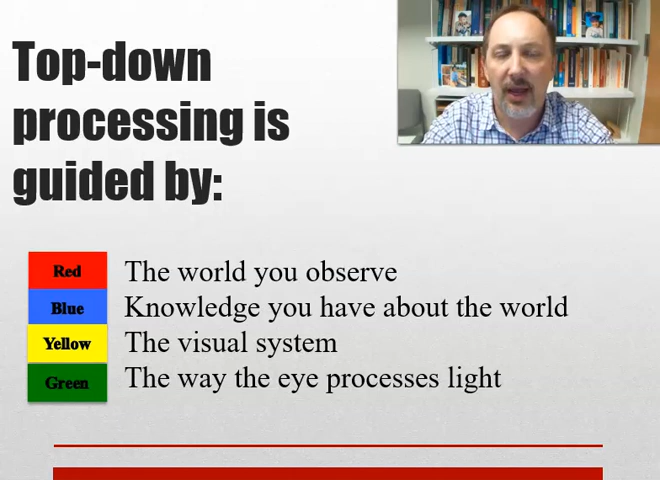 Top-down
processing is
guided by:
Red The world you observe
Blue Knowledge you have about the world
Yellow The visual system
Green The way the eye processes light